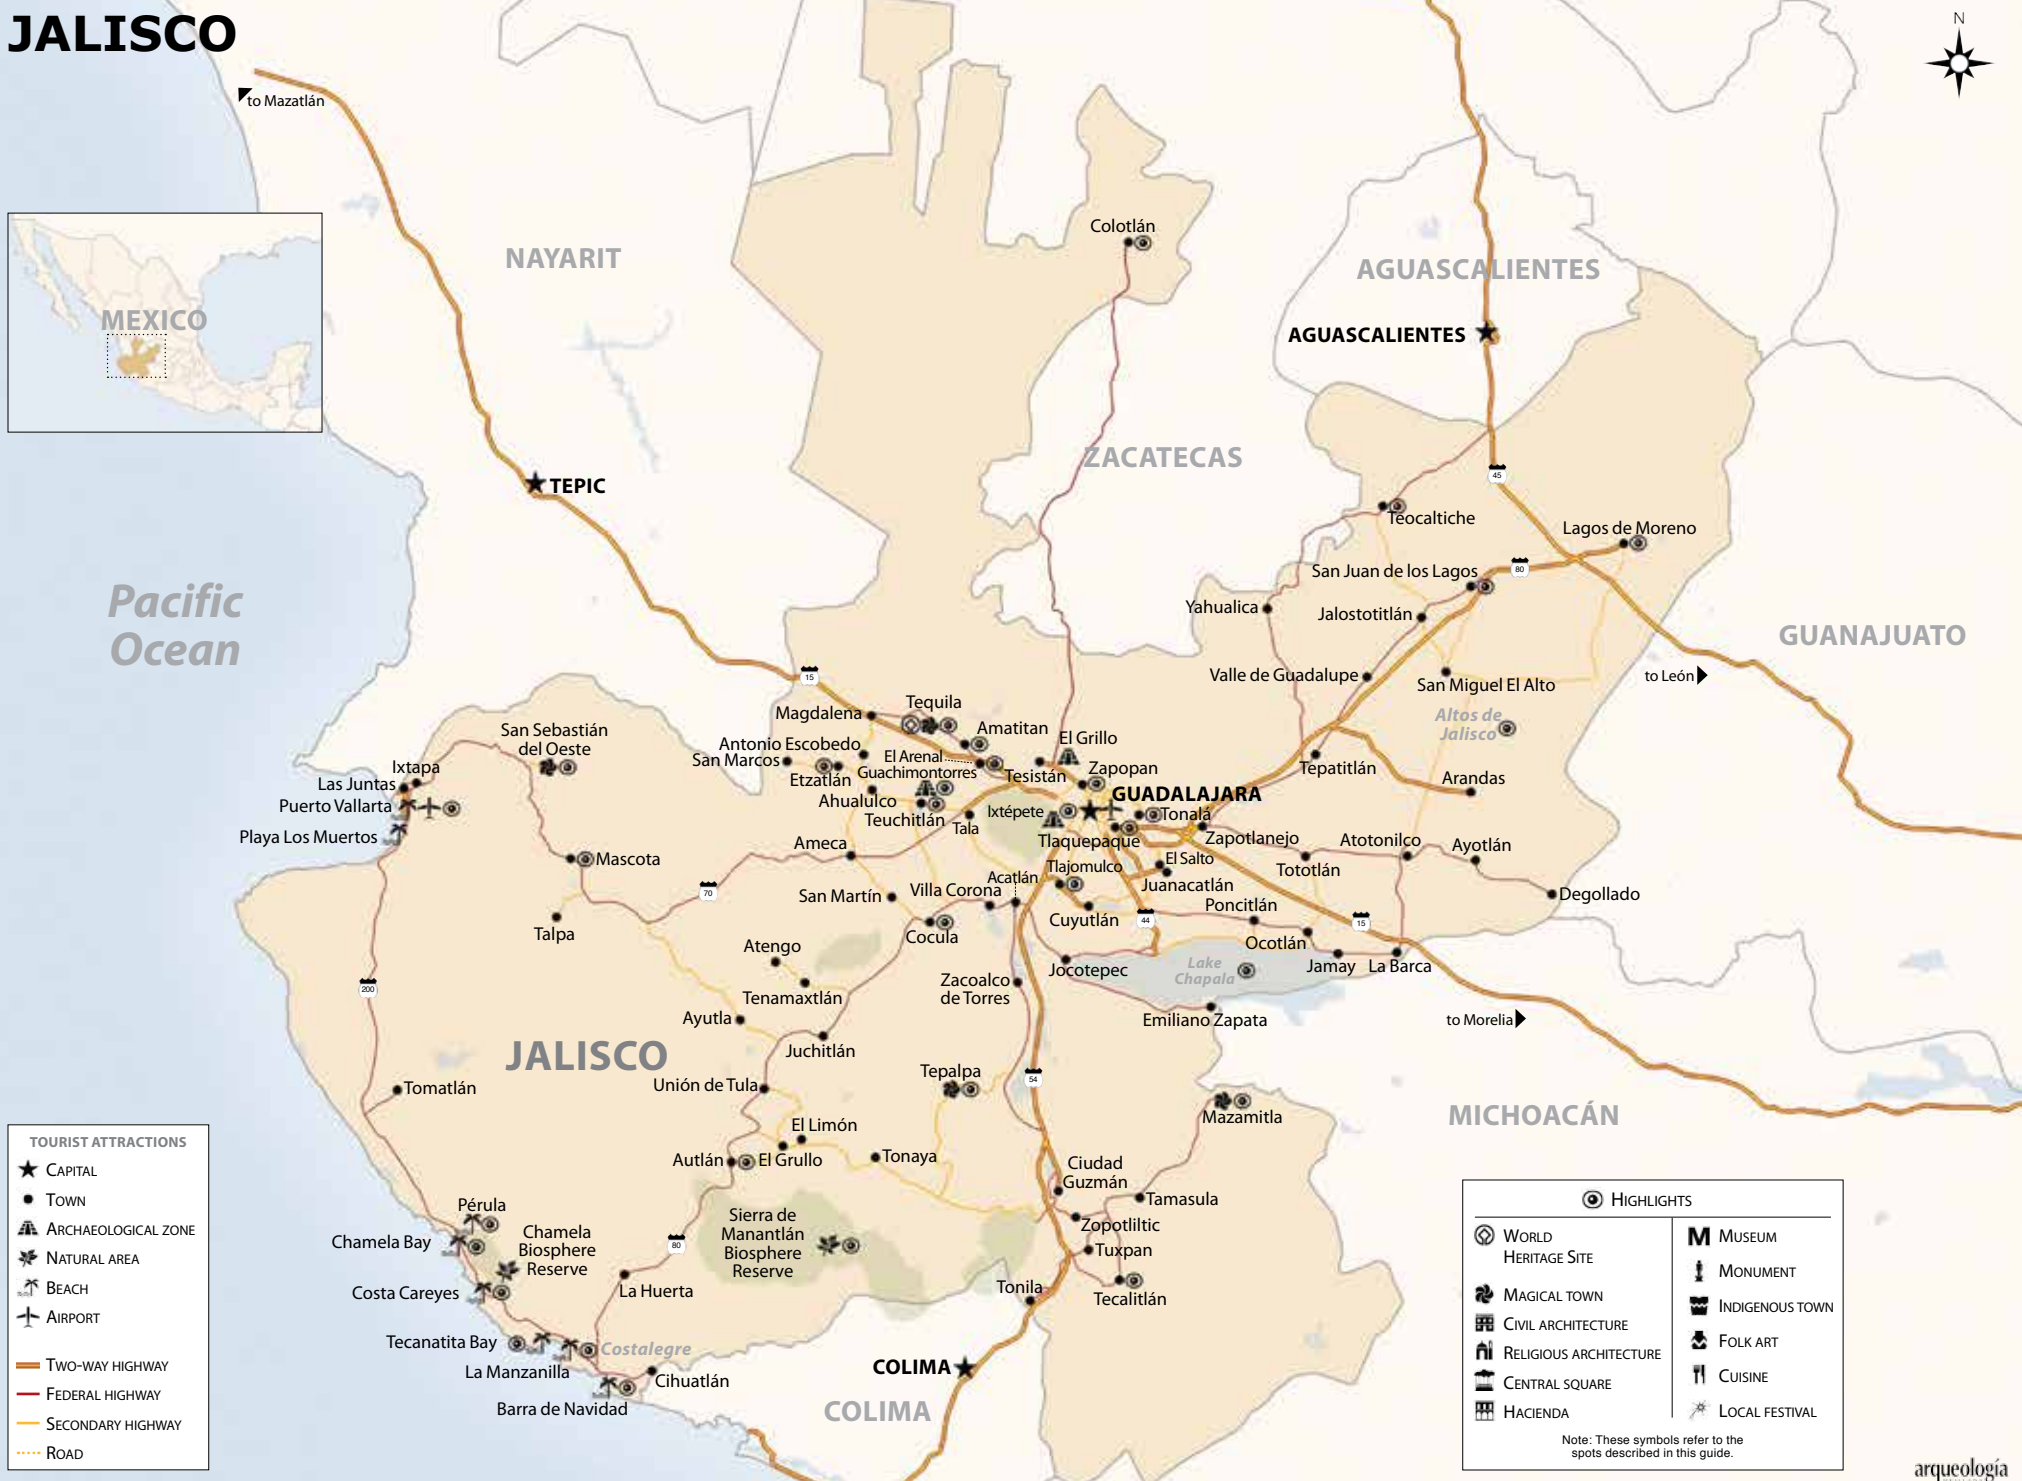 JALISCO
N
to Mazatlán
NAYARIT
Colotlán
AGUASCALIENTES
MEXICO
AGUASCALIENTES
ZACATECAS
TEPIC
45
Teocaltiche
Lagos de Moreno
Pacific
Ocean
San Juan de los Lagos
80
Yahualica
Jalostotitlán
GUANAJUATO
15
Valle de Guadalupe
San Miguel El Alto
to León
Magdalena
Tequila
Altos de
Jalisco
San Sebastián
del Oeste
Amatitan
El Grillo
Antonio Escobedo
San Marcos
El Arenal
Etzatlán
Guachimontorres
Tesistán
Zapopan
Tepatitlán
Arandas
Ixtapa
Las Juntas
Puerto Vallarta
Playa Los Muertos
GUADALAJARA
Ahualulco
Teuchitlán
Tala
Ixtépete
Tonalá
Tlaquepaque
Zapotlanejo
Atotonilco
Ayotlán
Mascota
Ameca
Tlajomulco
El Salto
Tototlán
Acatlán
Juanacatlán
70
San Martín
Villa Corona
Degollado
Cuyutlán
44
Poncitlán
15
Talpa
Cocula
Ocotlán
Atengo
Lake
Chapala
Jocotepec
Jamay
La Barca
Zacoalco
de Torres
200
Tenamaxtlán
Ayutla
Emiliano Zapata
to Morelia
JALISCO
Juchitlán
Tepalpa
54
Tomatlán
Unión de Tula
Mazamitla
MICHOACÁN
El Limón
Autlán
El Grullo
Tonaya
Ciudad
Guzmán
Tamasula
Pérula
Zopotliltic
Chamela Bay
Chamela
Biosphere
Reserve
80
Sierra de
Manantlán
Biosphere
Reserve
Tuxpan
Costa Careyes
La Huerta
Tonila
Tecalitlán
Tecanatita Bay
Costalegre
La Manzanilla
Cihuatlán
COLIMA
Barra de Navidad
COLIMA
TOURIST ATTRACTIONS
CAPITAL
TOWN
ARCHAEOLOGICAL ZONE
NATURAL AREA
BEACH
AIRPORT
TWO-WAY HIGHWAY
FEDERAL HIGHWAY
SECONDARY HIGHWAY
ROAD
HIGHLIGHTS
WORLD
HERITAGE SITE
MAGICAL TOWN
CIVIL ARCHITECTURE
RELIGIOUS ARCHITECTURE
CENTRAL SQUARE
HACIENDA
M MUSEUM
MONUMENT
INDIGENOUS TOWN
FOLK ART
CUISINE
LOCAL FESTIVAL
Note: These symbols refer to the
spots described in this guide.
arqueología